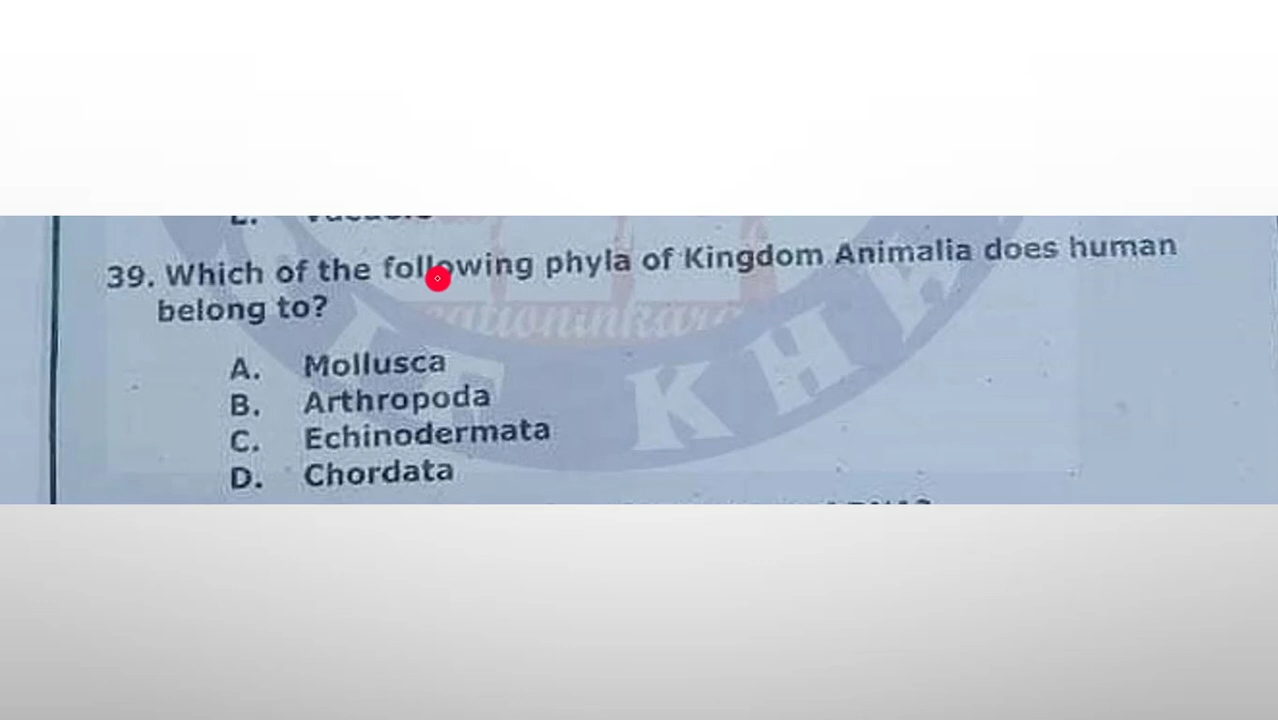 39. Which of the following phyla of Kingdom Animalia does human
belong to?
A. Mollusca
B. Arthropoda
C. Echinodermata
D. Chordata
K H